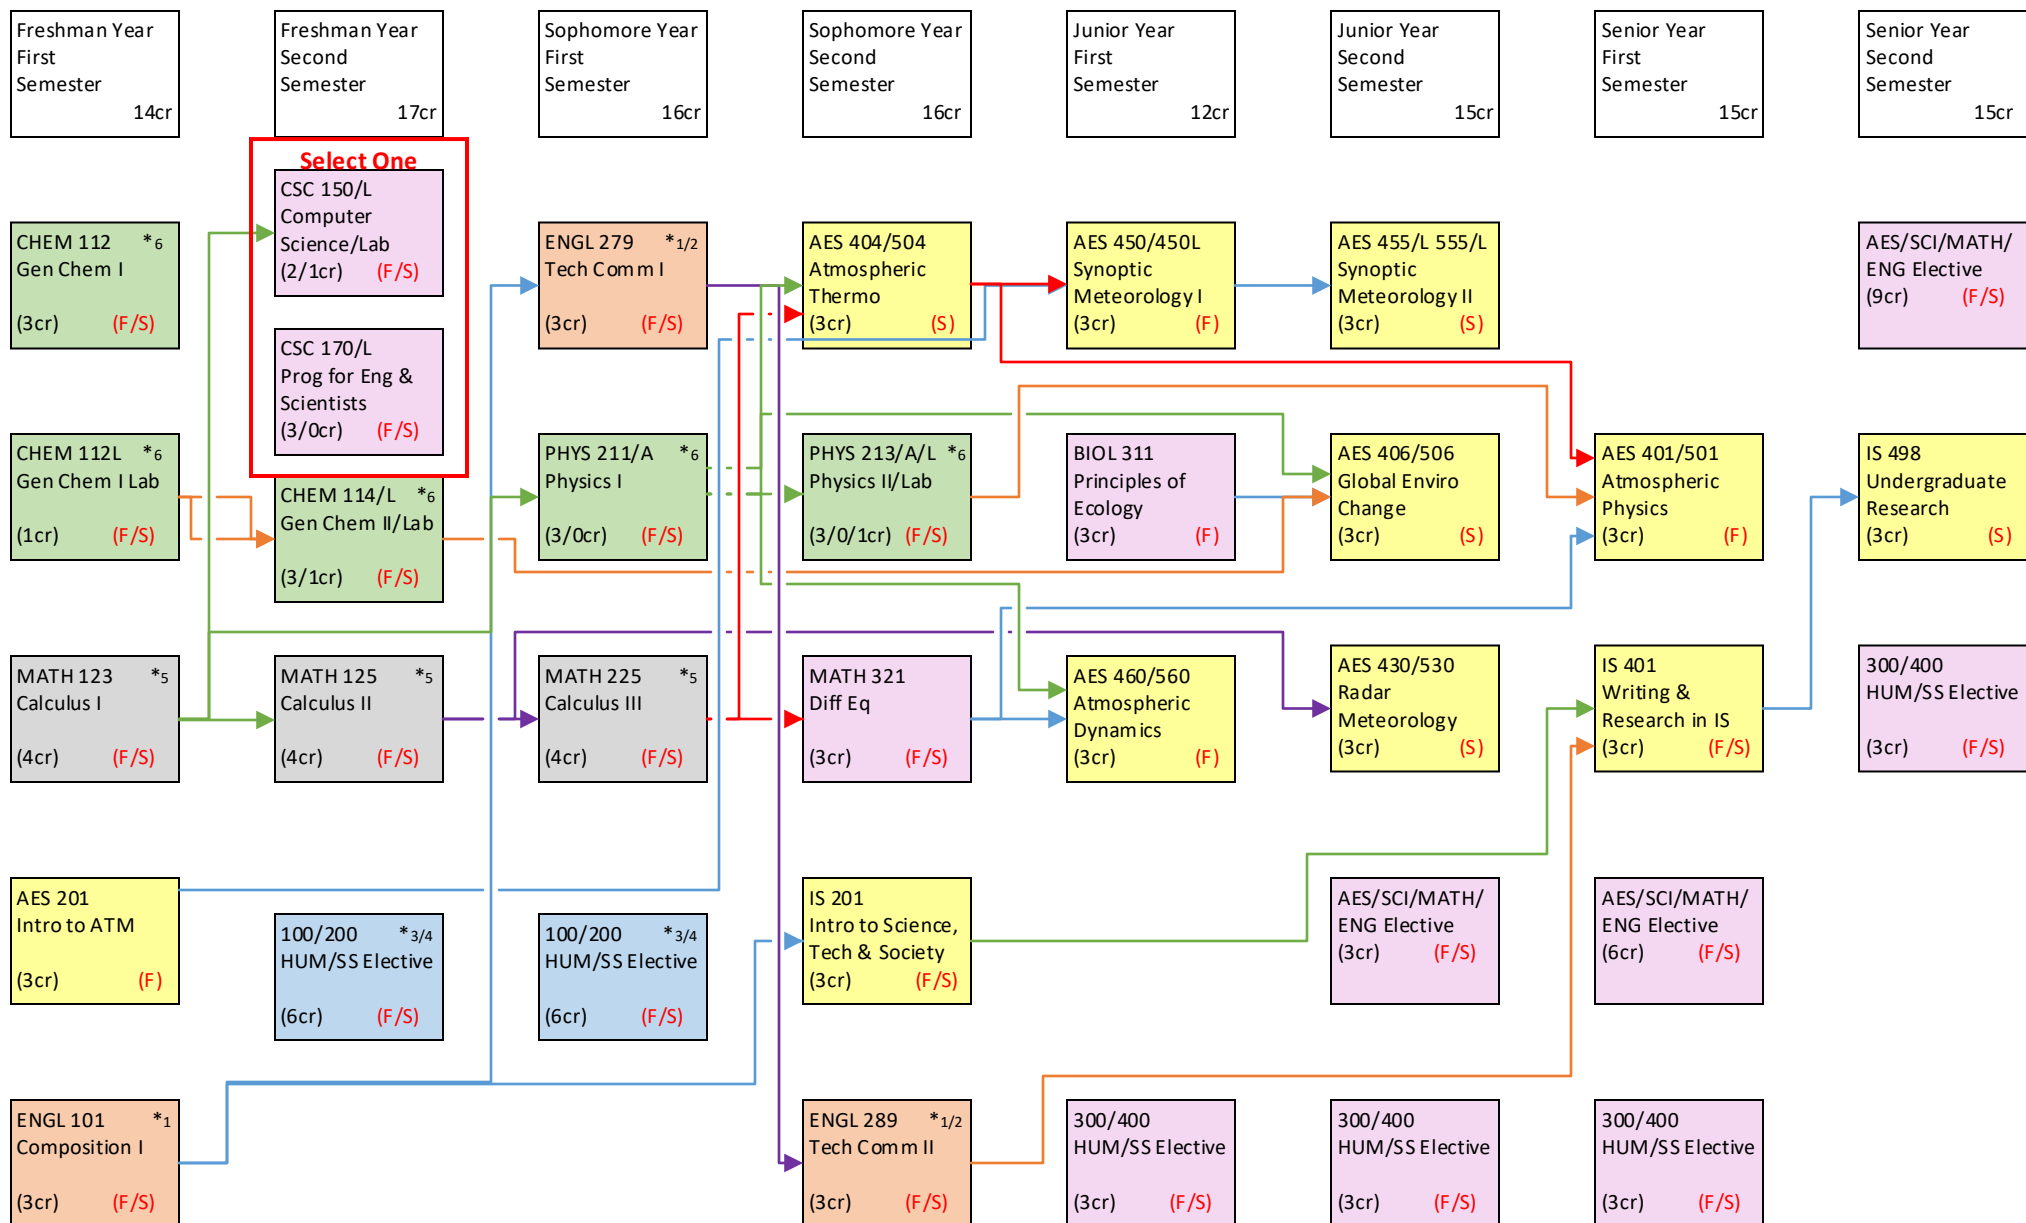 Freshman Year
First
Semester
14cr
Freshman Year
Second
Semester
17cr
Sophomore Year
First
Semester
16cr
Sophomore Year
Second
Semester
16cr
Junior Year
First
Semester
12cr
Junior Year
Second
Semester
15cr
Senior Year
First
Semester
15cr
Senior Year
Second
Semester
15cr
CHEM 112 *6
Gen Chem I
(3cr) (F/S)
CHEM 112L *6
Gen Chem I Lab
(1cr) (F/S)
MATH 123 *5
Calculus I
(4cr) (F/S)
AES 201
Intro to ATM
(3cr) (F)
ENGL 101 *1
Composition I
(3cr) (F/S)
Select One
CSC 150/L
Computer
Science/Lab
(2/1cr) (F/S)
CSC 170/L
Prog for Eng &
Scientists
(3/0cr) (F/S)
CHEM 114/L *6
Gen Chem II/Lab
(3/1cr) (F/S)
MATH 125 *5
Calculus II
(4cr) (F/S)
100/200 *3/4
HUM/SS Elective
(6cr) (F/S)
ENGL 279 *1/2
Tech Comm I
(3cr) (F/S)
PHYS 211/A *6
Physics I
(3/0cr) (F/S)
MATH 225 *5
Calculus III
(4cr) (F/S)
100/200 *3/4
HUM/SS Elective
(6cr) (F/S)
AES 404/504
Atmospheric
Thermo
(3cr) (S)
PHYS 213/A/L *6
Physics II/Lab
(3/0/1cr) (F/S)
MATH 321
Diff Eq
(3cr) (F/S)
IS 201
Intro to Science,
Tech & Society
(3cr) (F/S)
ENGL 289 *1/2
Tech Comm II
(3cr) (F/S)
AES 450/450L
Synoptic
Meteorology I
(3cr) (F)
BIOL 311
Principles of
Ecology
(3cr) (F)
AES 460/560
Atmospheric
Dynamics
(3cr) (F)
300/400
HUM/SS Elective
(3cr) (F/S)
AES 455/L 555/L
Synoptic
Meteorology II
(3cr) (S)
AES 406/506
Global Enviro
Change
(3cr) (S)
AES 430/530
Radar
Meteorology
(3cr) (S)
AES/SCI/MATH/
ENG Elective
(3cr) (F/S)
300/400
HUM/SS Elective
(3cr) (F/S)
AES 401/501
Atmospheric
Physics
(3cr) (F)
IS 401
Writing &
Research in IS
(3cr) (F/S)
AES/SCI/MATH/
ENG Elective
(6cr) (F/S)
300/400
HUM/SS Elective
(3cr) (F/S)
AES/SCI/MATH/
ENG Elective
(9cr) (F/S)
IS 498
Undergraduate
Research
(3cr) (S)
300/400
HUM/SS Elective
(3cr) (F/S)